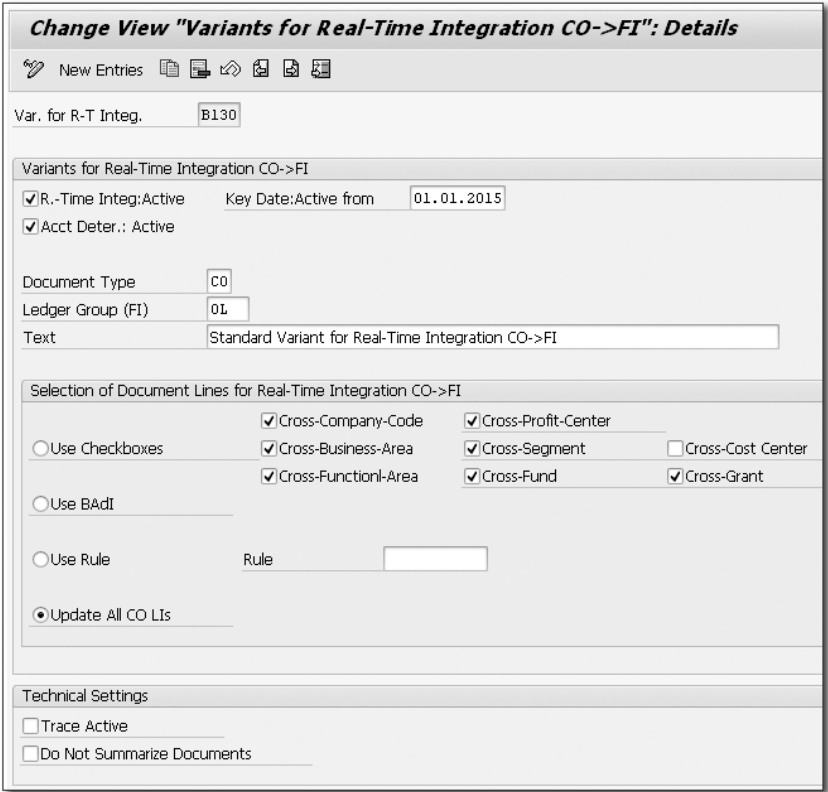 Change View "Variants for Real-Time Integration CO->FI": Details
New Entries
Var. for R-T Integ. B130
Variants for Real-Time Integration CO->FI
R.-Time Integ:Active Key Date:Active from 01.01.2015
Acct Deter.: Active
Document Type CO
Ledger Group (FI) 0L
Text Standard Variant for Real-Time Integration CO->FI
Selection of Document Lines for Real-Time Integration CO->FI
Cross-Company-Code Cross-Profit-Center
Use Checkboxes Cross-Business-Area Cross-Segment Cross-Cost Center
Cross-Functionl-Area Cross-Fund Cross-Grant
Use BAdI
Use Rule Rule
Update All CO LIs
Technical Settings
Trace Active
Do Not Summarize Documents